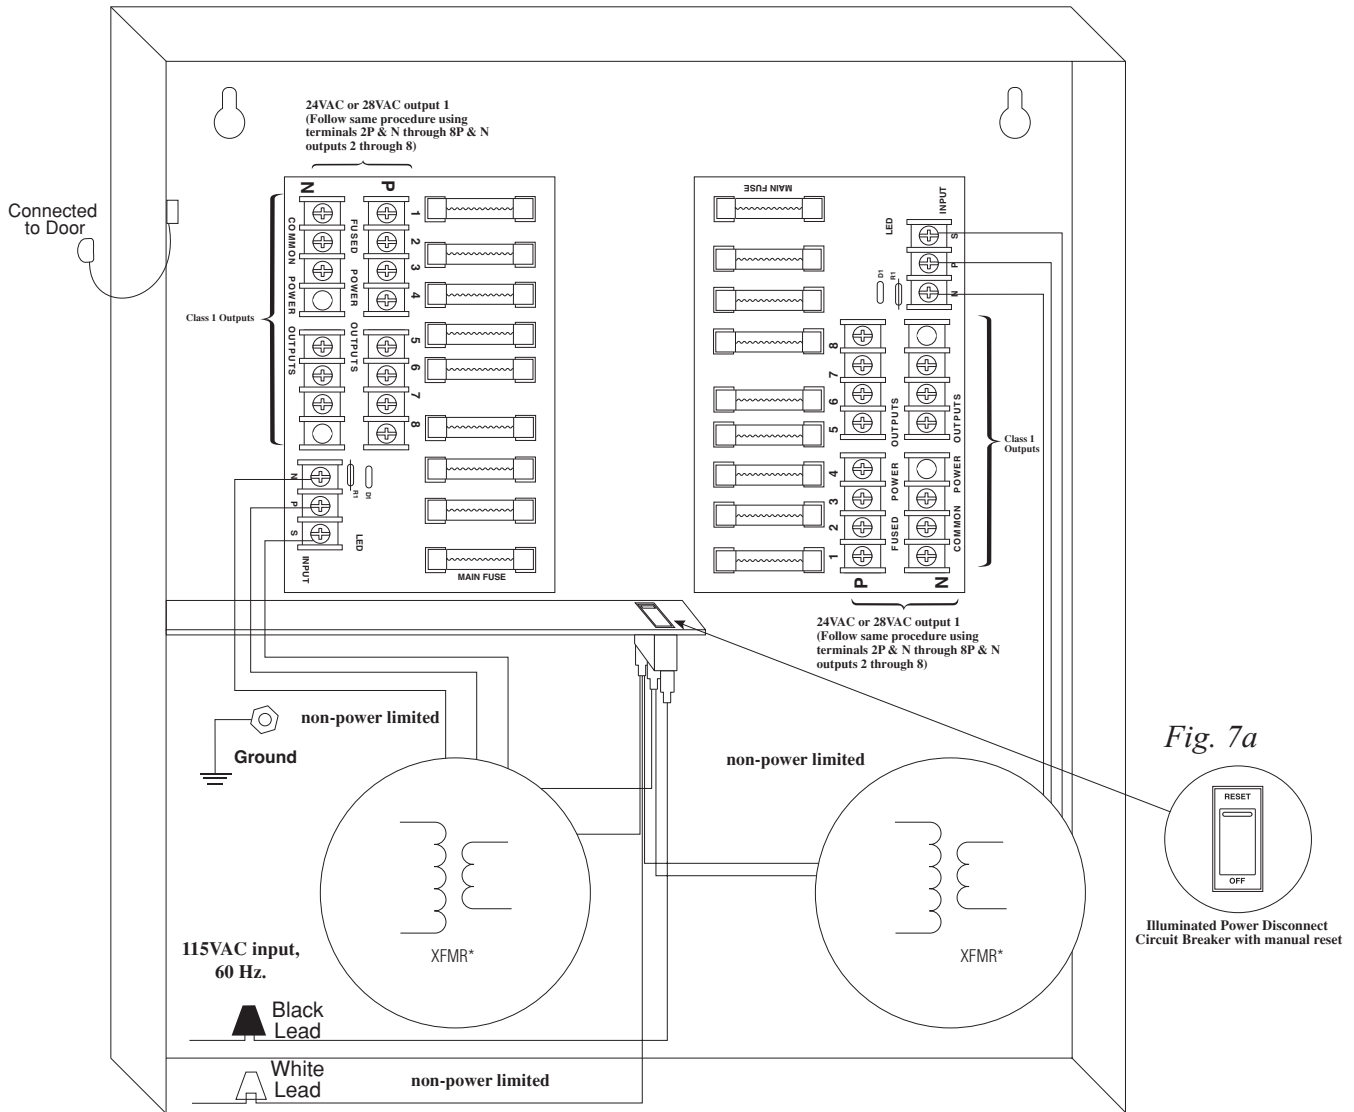 24VAC or 28VAC output 1
(Follow same procedure using
terminals 2P & N through 8P & N
outputs 2 through 8)
Connected
to Door
N
P
COMMON POWER OUTPUTS
FUSED POWER OUTPUTS
1
2
3
4
5
6
7
8
Class 1 Outputs
N
P
S
R1
D1
LED
INPUT
MAIN FUSE
MAIN FUSE
INPUT
LED
S
P
N
D1
R1
8
7
6
5
4
3
2
1
FUSED POWER OUTPUTS
COMMON POWER OUTPUTS
Class 1
Outputs
P
N
24VAC or 28VAC output 1
(Follow same procedure using
terminals 2P & N through 8P & N
outputs 2 through 8)
non-power limited
Ground
non-power limited
Fig. 7a
RESET
OFF
Illuminated Power Disconnect
Circuit Breaker with manual reset
XFMR*
XFMR*
115VAC input,
60 Hz.
Black
Lead
White
Lead
non-power limited